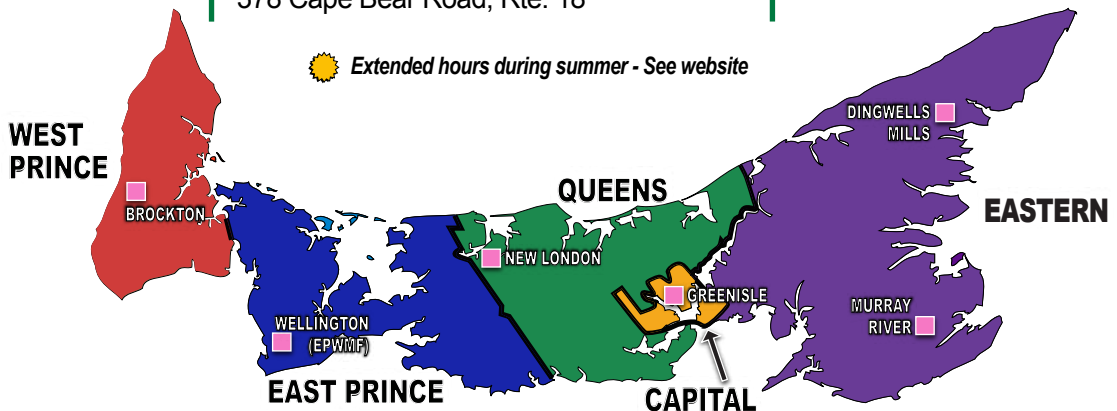 378 Cape Bear Road, Rte. 18
Extended hours during summer - See website
WEST
PRINCE
BROCKTON
QUEENS
NEW LONDON
GREENISLE
DINGWELLS
MILLS
EASTERN
MURRAY
RIVER
WELLINGTON
(EPWMF)
EAST PRINCE
CAPITAL